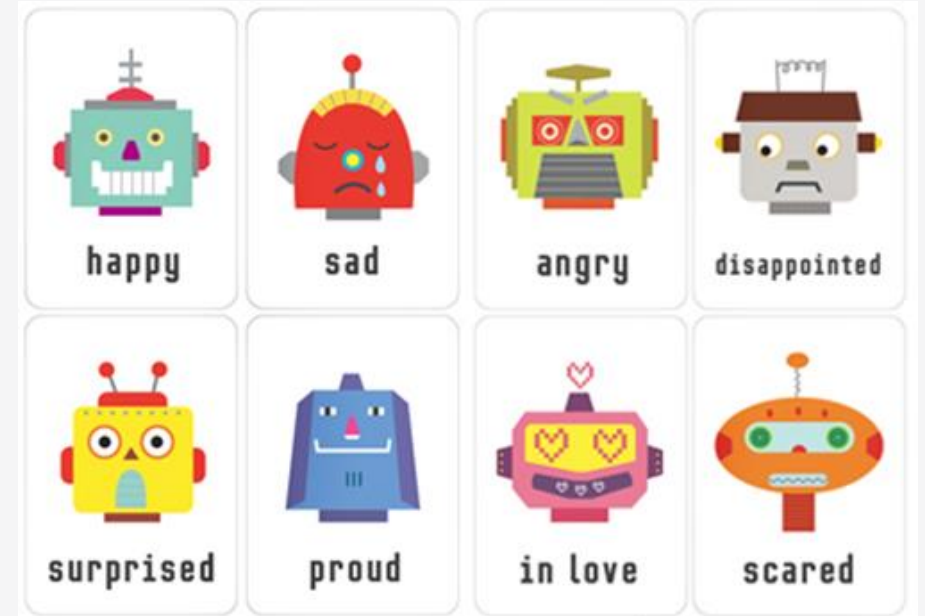 happy
sad
angry
disappointed
surprised
proud
in love
scared